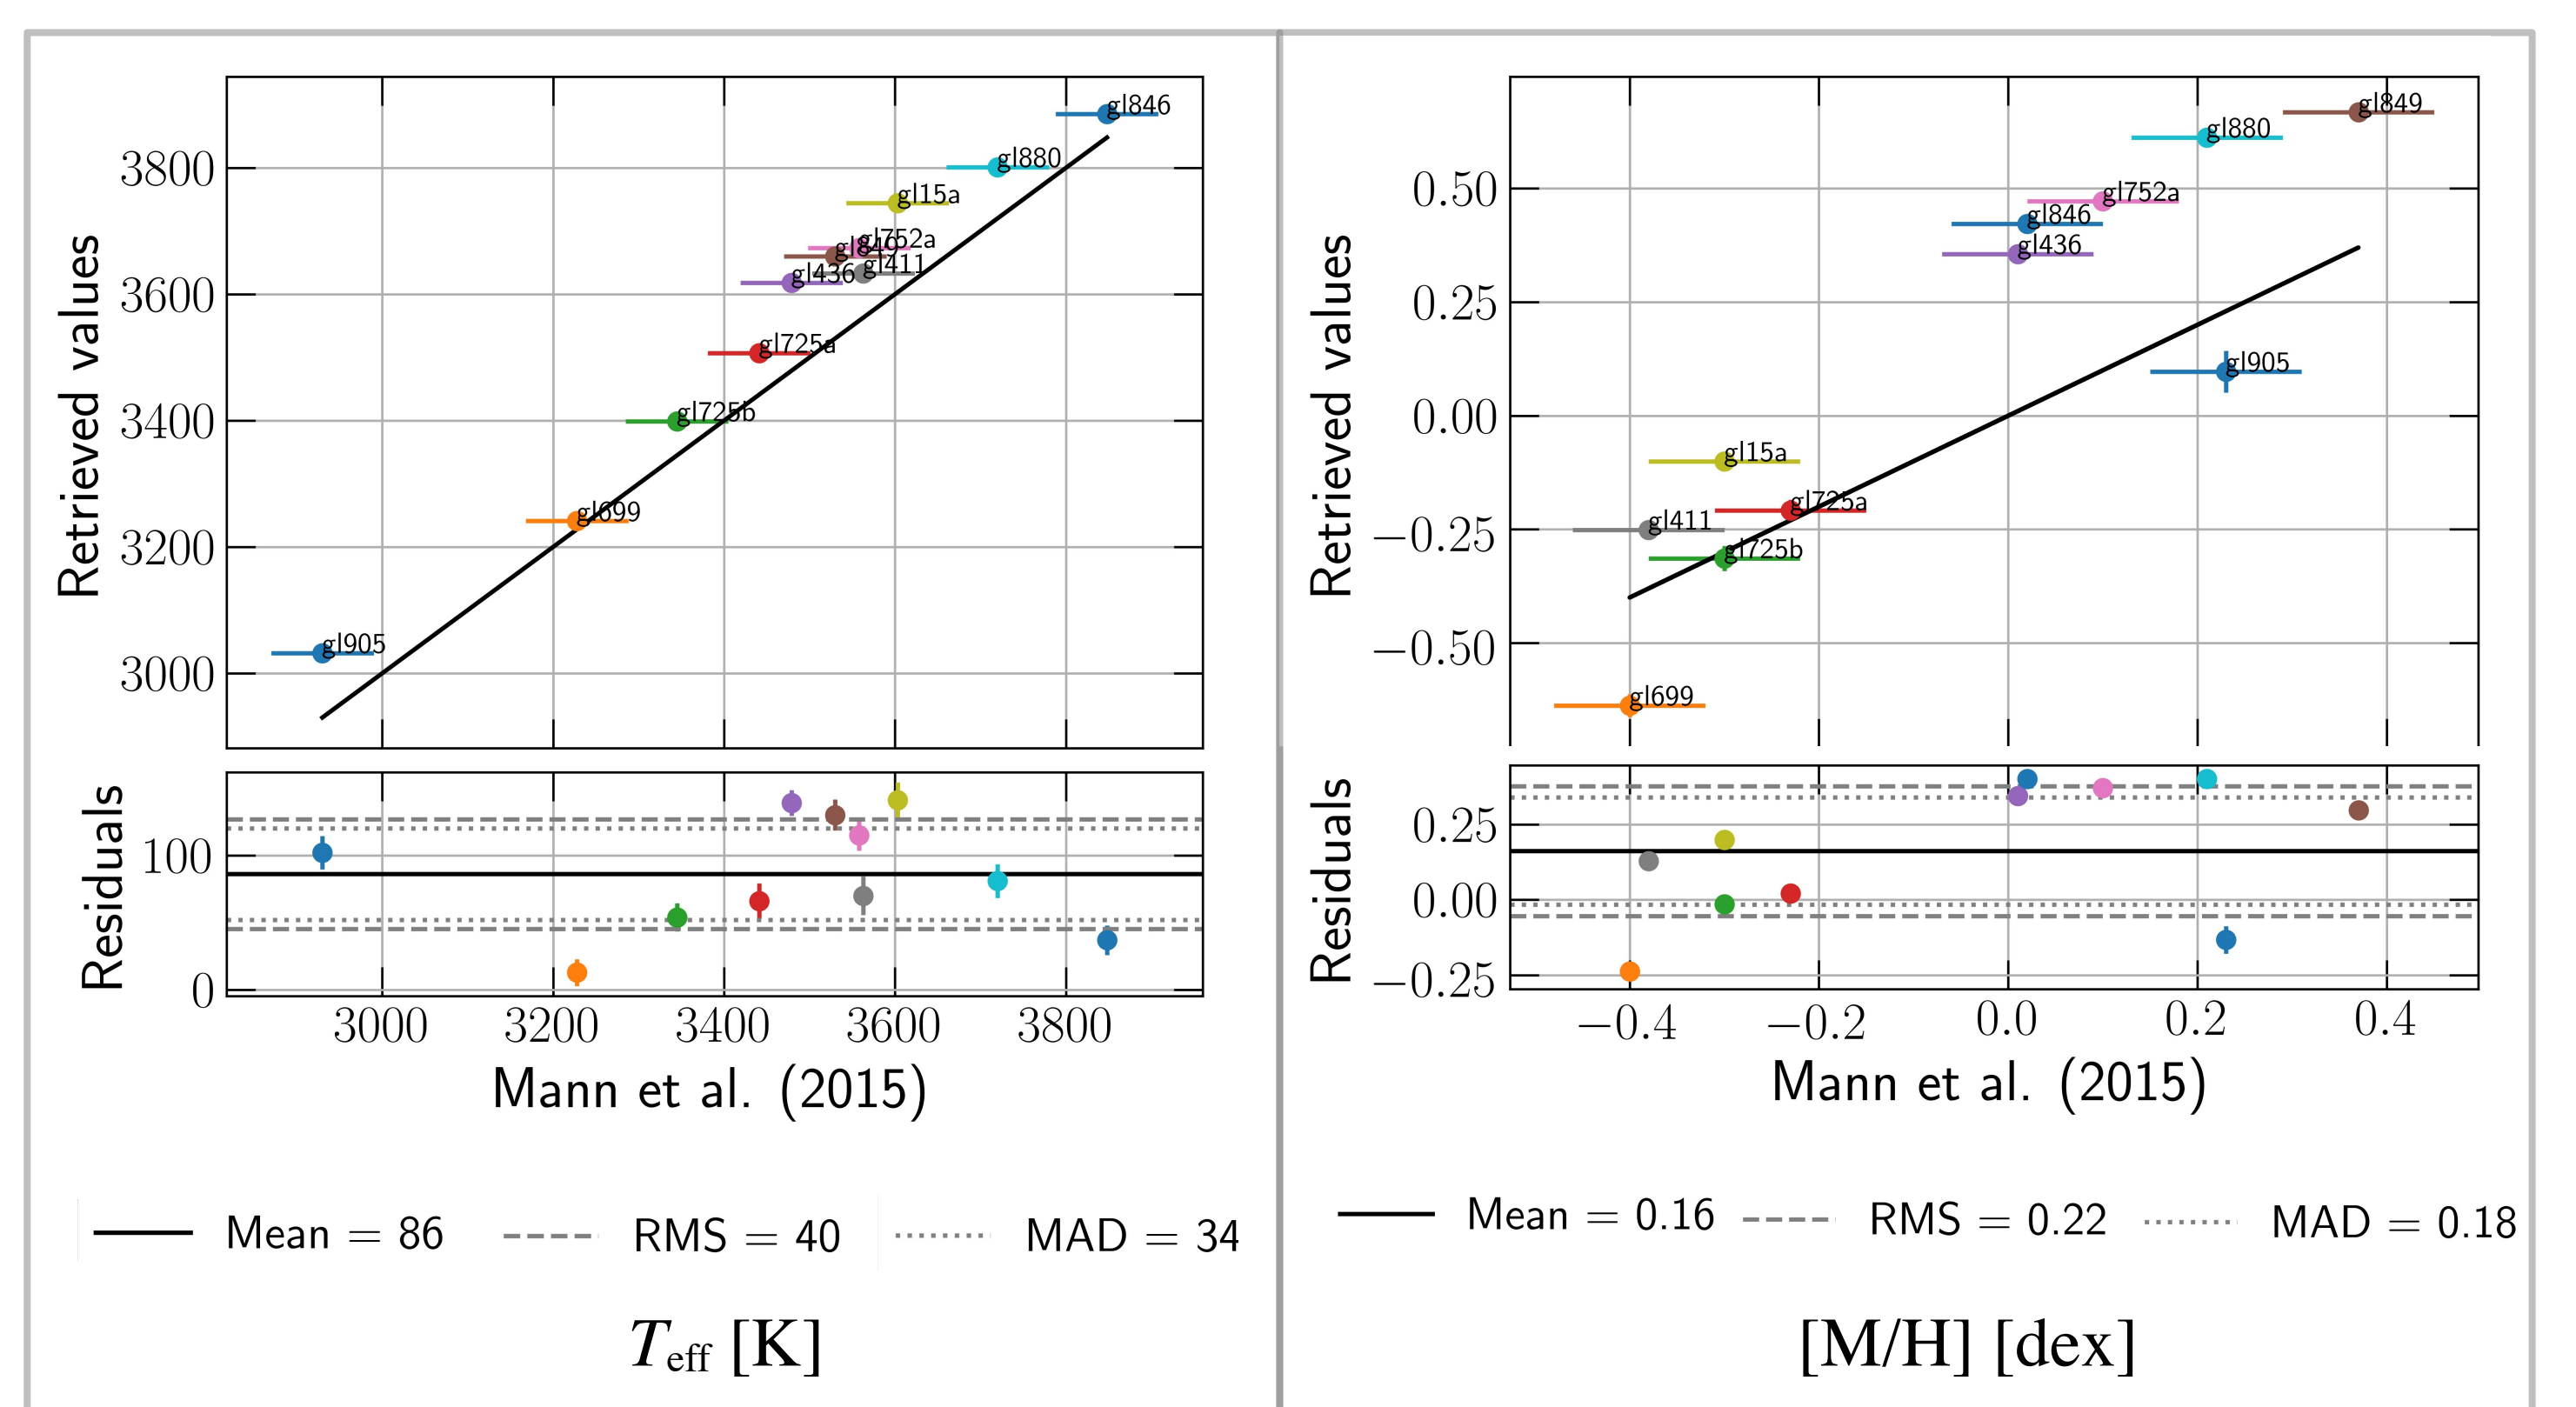 Retrieved values
3800
3600
3400
3200
3000
gl846
gl880
gl15a
gl752a
gl849
gl411
gl436
gl725a
gl725b
gl699
gl905
Residuals
100
0
3000 3200 3400 3600 3800
Mann et al. (2015)
Mean = 86 RMS = 40 MAD = 34
Teff [K]
Retrieved values
0.50
0.25
0.00
−0.25
−0.50
gl849
gl880
gl752a
gl846
gl436
gl905
gl15a
gl725a
gl411
gl725b
gl699
Residuals
0.25
0.00
−0.25
−0.4 −0.2 0.0 0.2 0.4
Mann et al. (2015)
Mean = 0.16 RMS = 0.22 MAD = 0.18
[M/H] [dex]